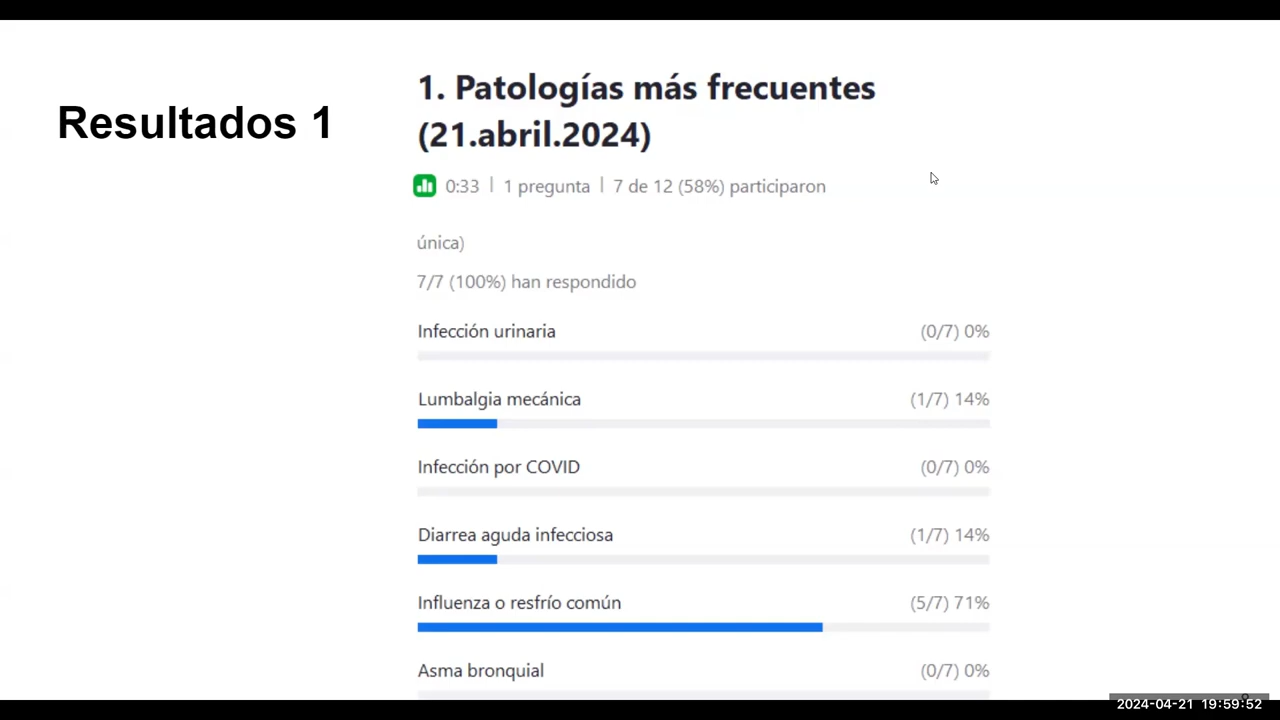 Resultados 1
1. Patologías más frecuentes
(21.abril.2024)
0:33 | 1 pregunta | 7 de 12 (58%) participaron
única)
7/7 (100%) han respondido
Infección urinaria (0/7) 0%
Lumbalgia mecánica (1/7) 14%
Infección por COVID (0/7) 0%
Diarrea aguda infecciosa (1/7) 14%
Influenza o resfrío común (5/7) 71%
Asma bronquial (0/7) 0%
2024-04-21 19:59:52